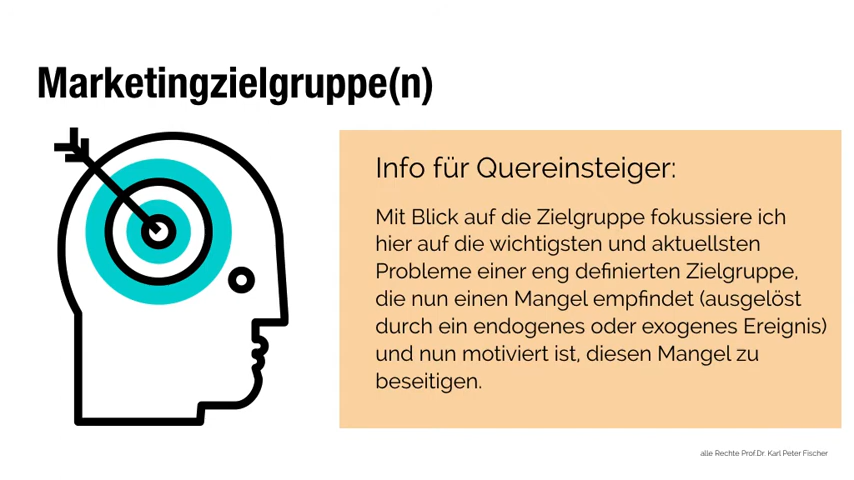 Marketingzielgruppe(n)
Info für Quereinsteiger:
Mit Blick auf die Zielgruppe fokussiere ich
hier auf die wichtigsten und aktuellsten
Probleme einer eng definierten Zielgruppe,
die nun einen Mangel empfindet (ausgelöst
durch ein endogenes oder exogenes Ereignis)
und nun motiviert ist, diesen Mangel zu
beseitigen.
alle Rechte Prof.Dr. Karl Peter Fischer